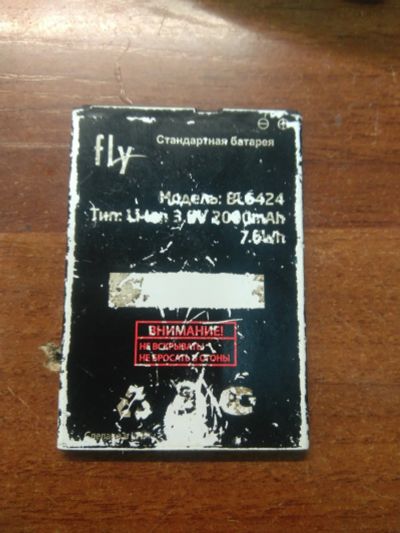 ⊖ ⊕
fly
Стандартная батарея
Модель: BL6424
Тип: Li-Ion 3.8V 2000mAh
7.6Wh
ВНИМАНИЕ!
НЕ ВСКРЫВАТЬ!
НЕ БРОСАТЬ В ОГОНЬ!